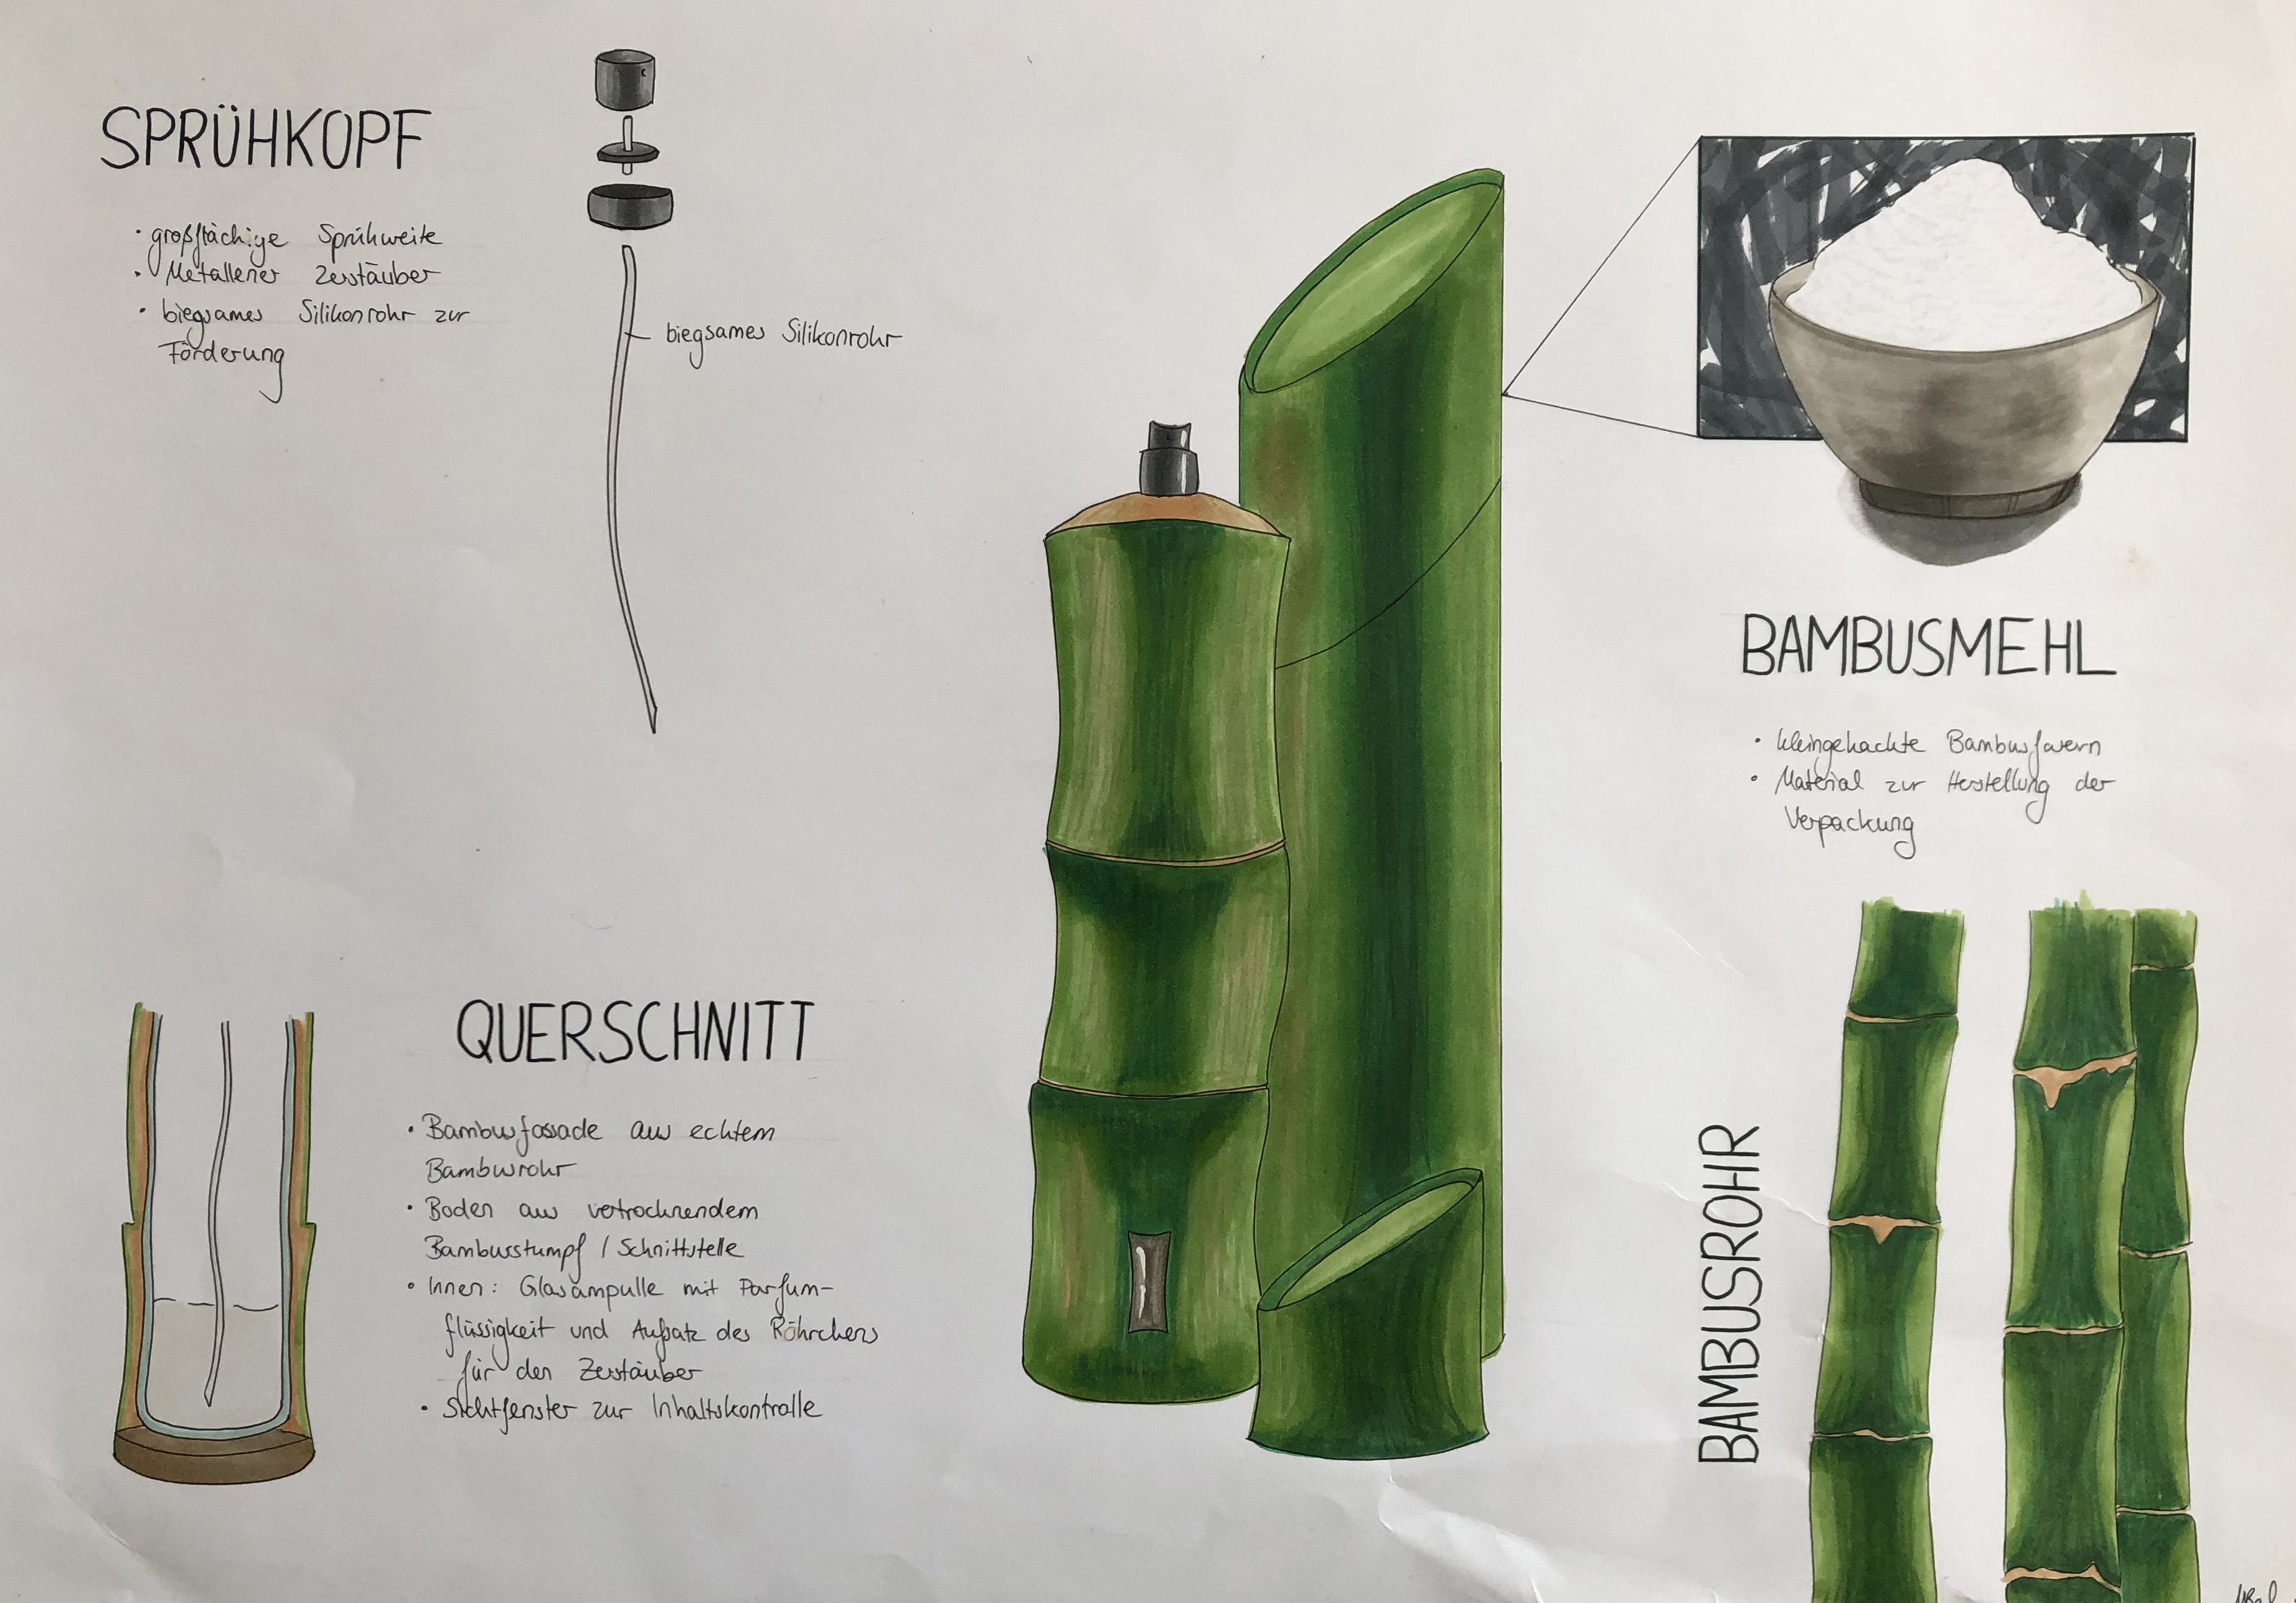 SPRÜHKOPF
• großflächige Sprühweite
• Metallener Zerstäuber
• biegsames Silikonrohr zur
Förderung
biegsames Silikonrohr
BAMBUSMEHL
• kleingehackte Bambusfasern
• Material zur Herstellung der
Verpackung
QUERSCHNITT
• Bambusfassade aus echtem
Bambusrohr
• Boden aus vertrocknendem
Bambusstumpf / Schnittstelle
• Innen: Glasampulle mit Parfum-
flüssigkeit und Aufsatz des Röhrchens
für den Zerstäuber
• Sichtfenster zur Inhaltskontrolle
BAMBUSROHR